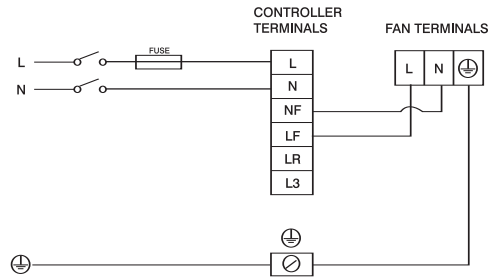 CONTROLLER
TERMINALS
FAN TERMINALS
FUSE
L
L
L N
N
N
NF
LF
LR
L3